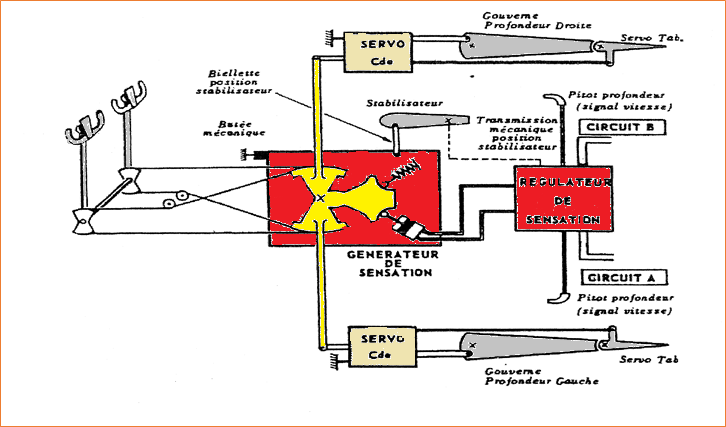 Gouverne
Profondeur Droite
Servo Tab.
SERVO
Cde
Biellette
position
stabilisateur
Stabilisateur
Pitot profondeur
(signal vitesse)
Butée
mécanique
Transmission
mécanique
position
stabilisateur
CIRCUIT B
REGULATEUR
DE
SENSATION
GENERATEUR
DE
SENSATION
CIRCUIT A
Pitot profondeur
(signal vitesse)
SERVO
Cde
Servo Tab
Gouverne
Profondeur Gauche